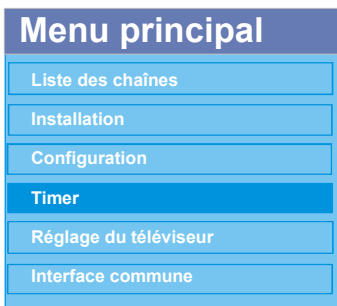 Menu principal
Liste des chaînes
Installation
Configuration
Timer
Réglage du téléviseur
Interface commune